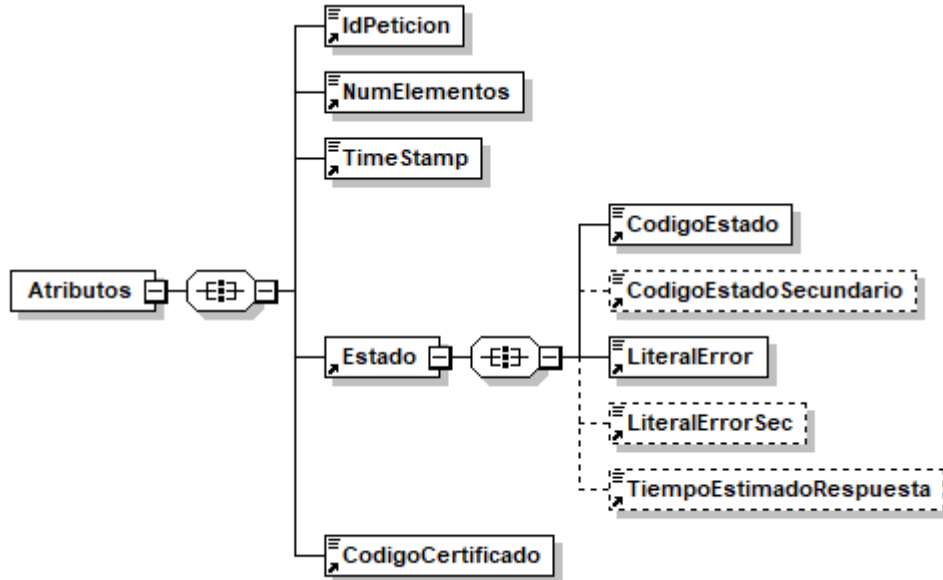 IdPeticion
NumElementos
TimeStamp
CodigoEstado
Atributos
CodigoEstadoSecundario
Estado
LiteralError
LiteralErrorSec
TiempoEstimadoRespuesta
CodigoCertificado